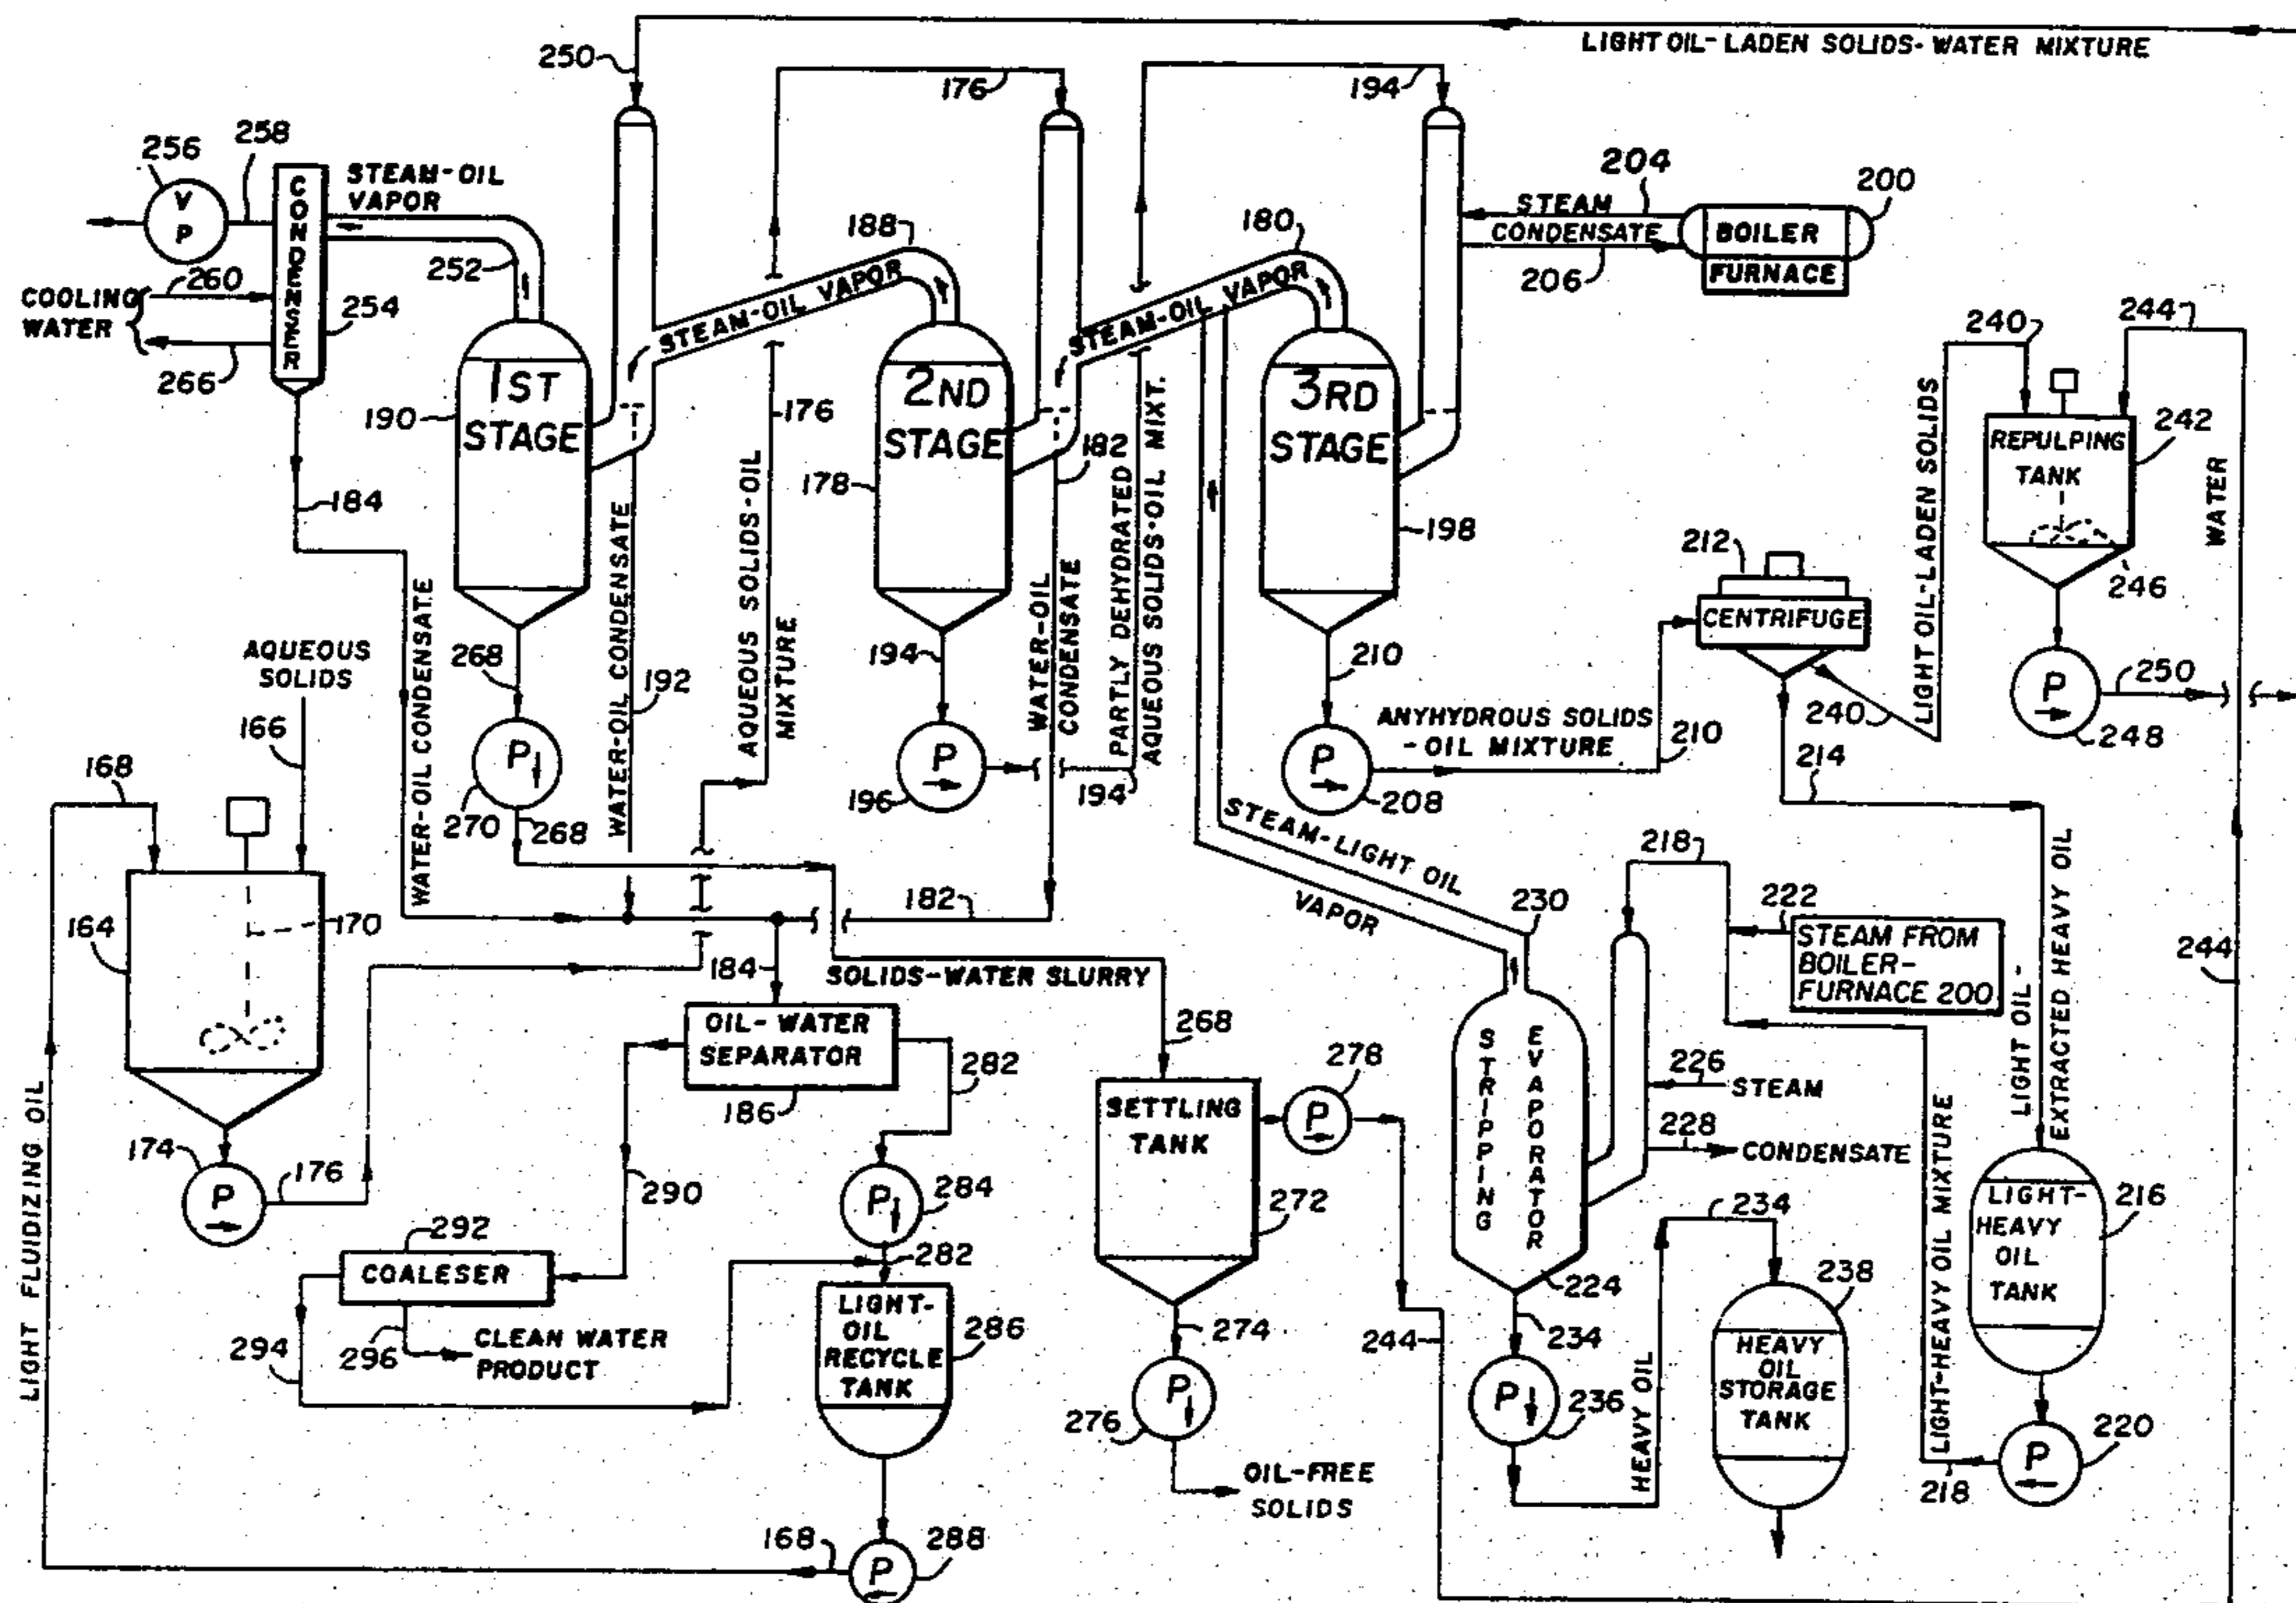 LIGHT OIL-LADEN SOLIDS-WATER MIXTURE
250
176
194
256
258
V
P
CONDENSER
STEAM-OIL
VAPOR
252
260
COOLING
WATER
266
254
188
STEAM-OIL VAPOR
180
STEAM-OIL VAPOR
204
STEAM
CONDENSATE
206
BOILER
FURNACE
200
1ST
STAGE
190
2ND
STAGE
178
3RD
STAGE
198
184
WATER-OIL CONDENSATE
WATER-OIL CONDENSATE
192
AQUEOUS SOLIDS-OIL
MIXTURE
176
182
WATER-OIL
CONDENSATE
PARTLY DEHYDRATED
AQUEOUS SOLIDS-OIL MIXT.
240
244
REPULPING
TANK
242
246
LIGHT OIL-LADEN SOLIDS
WATER
212
CENTRIFUGE
240
214
P
248
250
268
P
270
268
194
P
196
194
210
P
208
ANYHYDROUS SOLIDS
-OIL MIXTURE
210
AQUEOUS
SOLIDS
166
168
164
170
P
174
176
LIGHT FLUIDIZING OIL
182
184
SOLIDS-WATER SLURRY
268
OIL-WATER
SEPARATOR
186
282
290
P
284
282
292
COALESER
294
296
CLEAN WATER
PRODUCT
LIGHT-
OIL
RECYCLE
TANK
286
168
P
288
SETTLING
TANK
272
P
278
274
P
276
OIL-FREE
SOLIDS
244
STEAM-LIGHT OIL
VAPOR
230
218
222
STEAM FROM
BOILER-
FURNACE 200
STRIPPING
EVAPORATOR
224
226
STEAM
228
CONDENSATE
234
P
236
HEAVY OIL
234
238
HEAVY
OIL
STORAGE
TANK
LIGHT OIL-
EXTRACTED HEAVY OIL
LIGHT-HEAVY OIL MIXTURE
LIGHT-
HEAVY
OIL
TANK
216
P
220
218
244